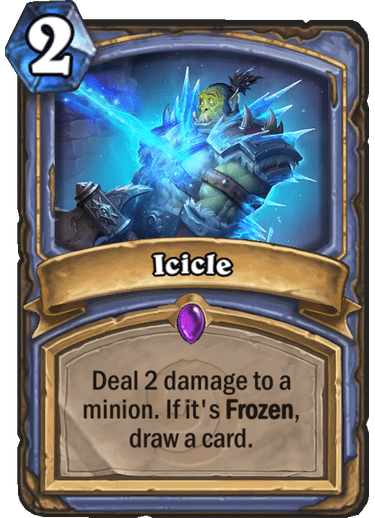 2
Icicle
Deal 2 damage to a
minion. If it's Frozen,
draw a card.